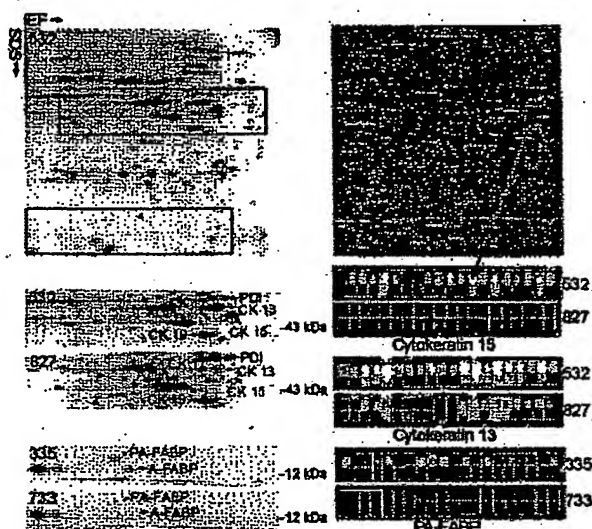 IEF→
←SDS
532
PDI
CK 13
CK 15
-43 kDa
827
PDI
CK 13
CK 15
-43 kDa
335
PA-FABP
A-FABP
-12 kDa
733
PA-FABP
A-FABP
-12 kDa
532
827
Cytokeratin 15
532
827
Cytokeratin 13
335
733
PA-FABP